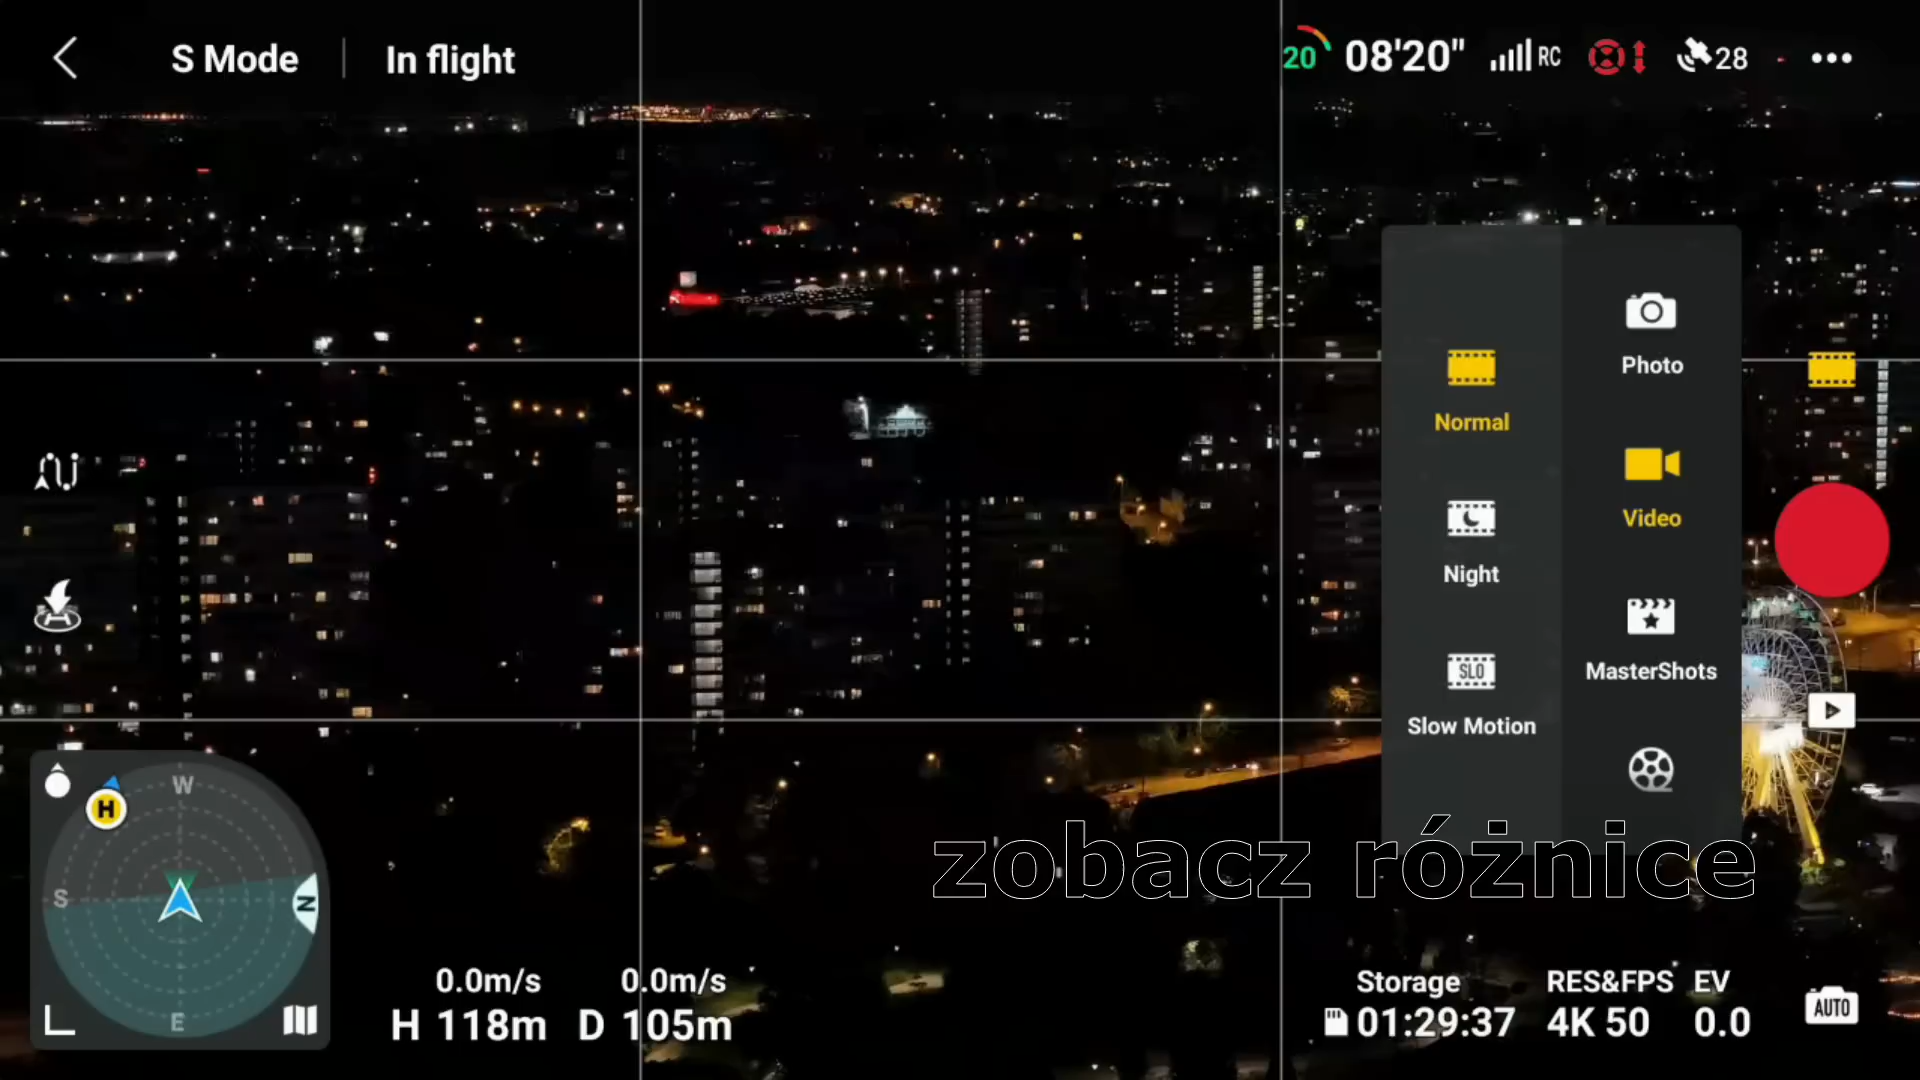 S Mode | In flight
20 08'20" RC 28
Photo
Normal
Video
Night
MasterShots
SLO
Slow Motion
W
H
S
N
E
zobacz różnice
0.0m/s 0.0m/s
H 118m D 105m
Storage RES&FPS EV
01:29:37 4K 50 0.0
AUTO